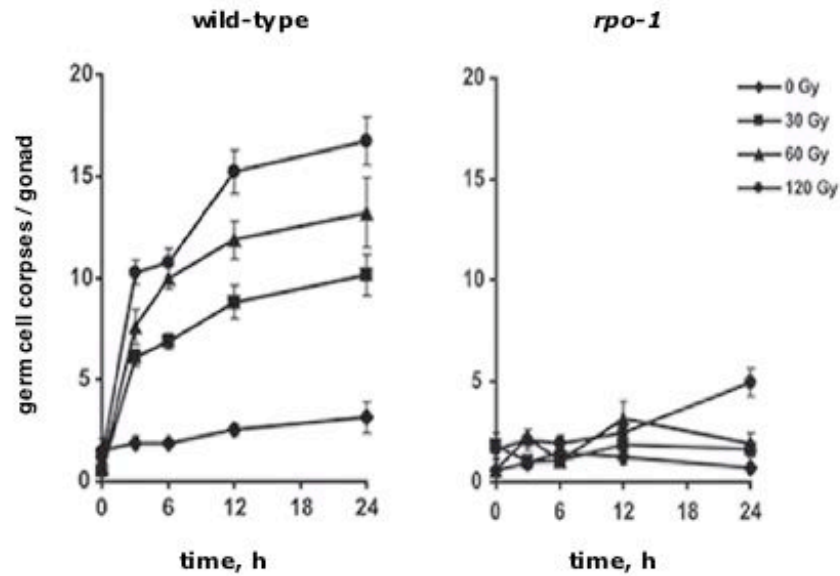 wild-type
rpo-1
germ cell corpses / gonad
20
15
10
5
0
0 6 12 18 24
time, h
20
15
10
5
0
0 6 12 18 24
time, h
0 Gy
30 Gy
60 Gy
120 Gy